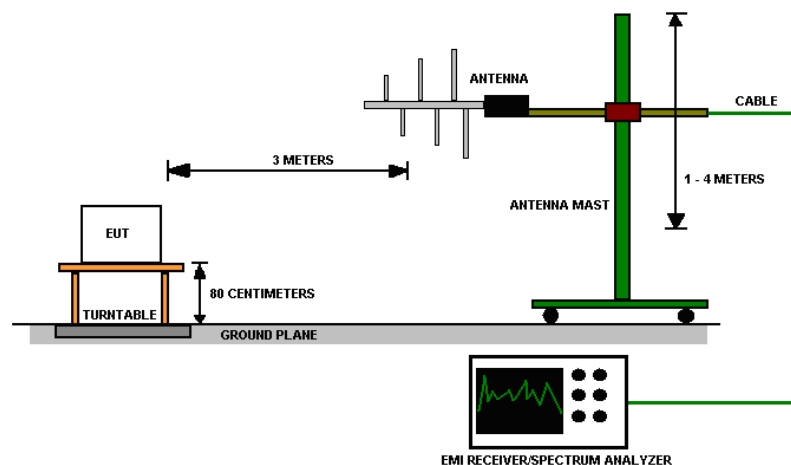 ANTENNA
CABLE
3 METERS
1 - 4 METERS
ANTENNA MAST
EUT
80 CENTIMETERS
TURNTABLE
GROUND PLANE
EMI RECEIVER/SPECTRUM ANALYZER